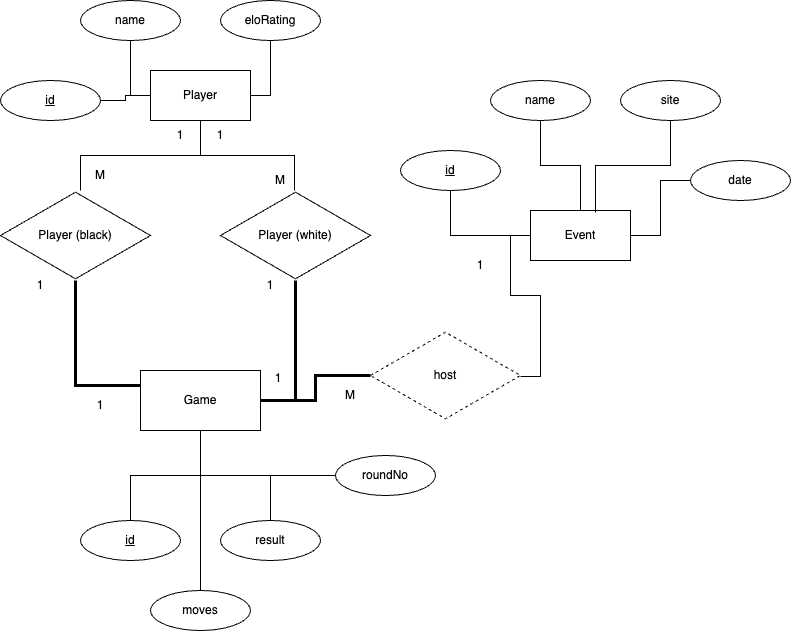 name
eloRating
id
Player
1
1
M
M
Player (black)
Player (white)
1
1
name
site
id
date
Event
1
host
1
M
Game
1
roundNo
id
result
moves